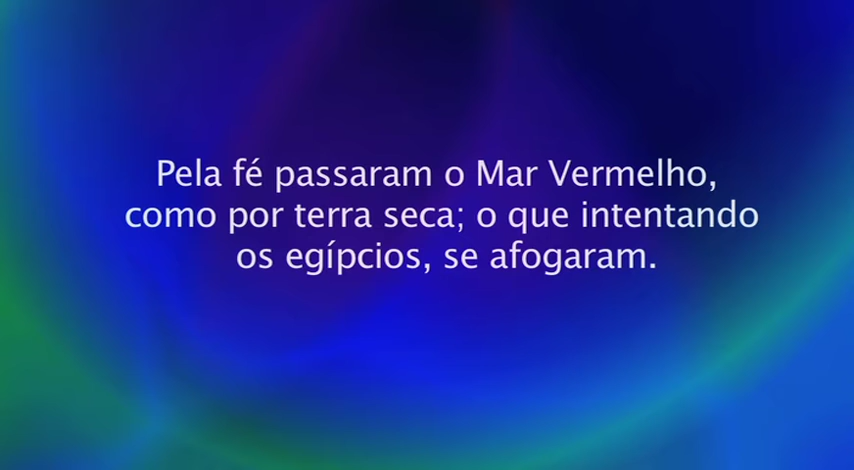 Pela fé passaram o Mar Vermelho,
como por terra seca; o que intentando
os egípcios, se afogaram.